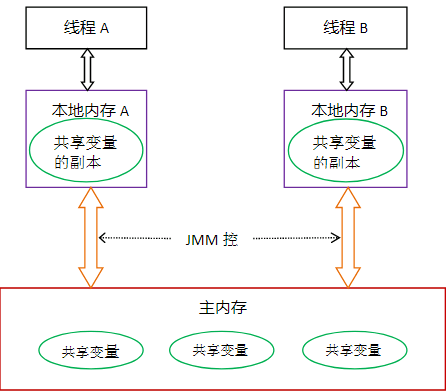 线程 A
线程 B
本地内存 A
本地内存 B
共享变量
的副本
共享变量
的副本
JMM 控
主内存
共享变量
共享变量
共享变量